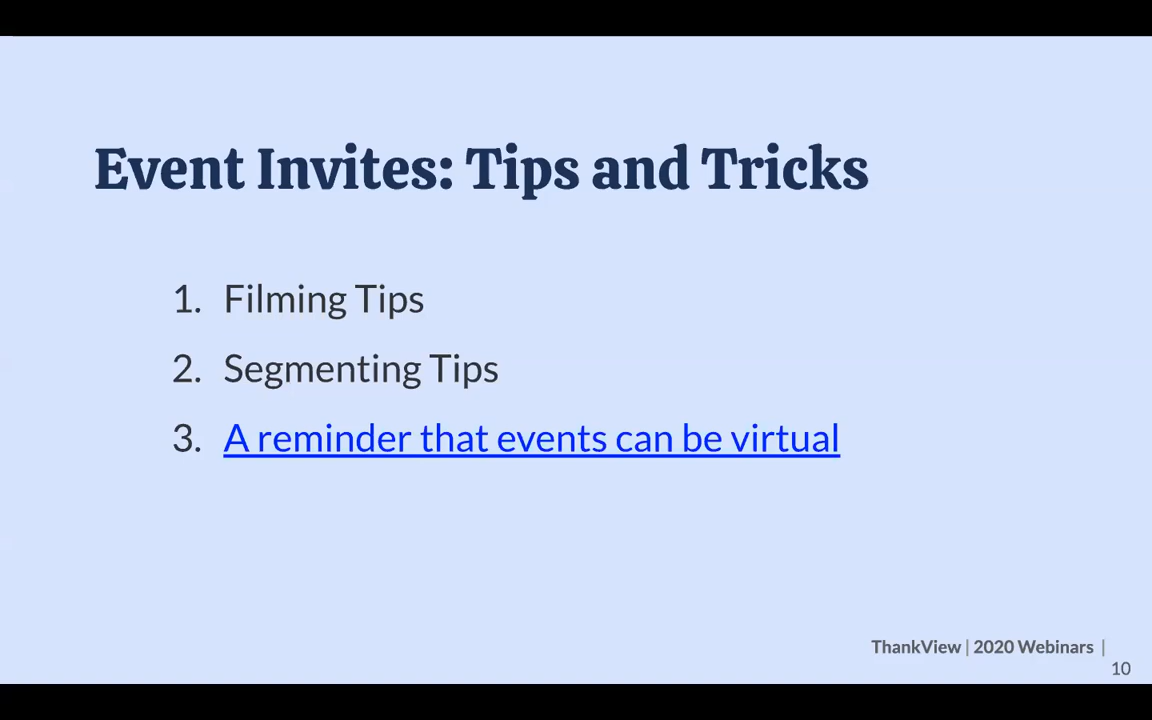 Event Invites: Tips and Tricks
1. Filming Tips
2. Segmenting Tips
3. A reminder that events can be virtual
ThankView | 2020 Webinars |
10